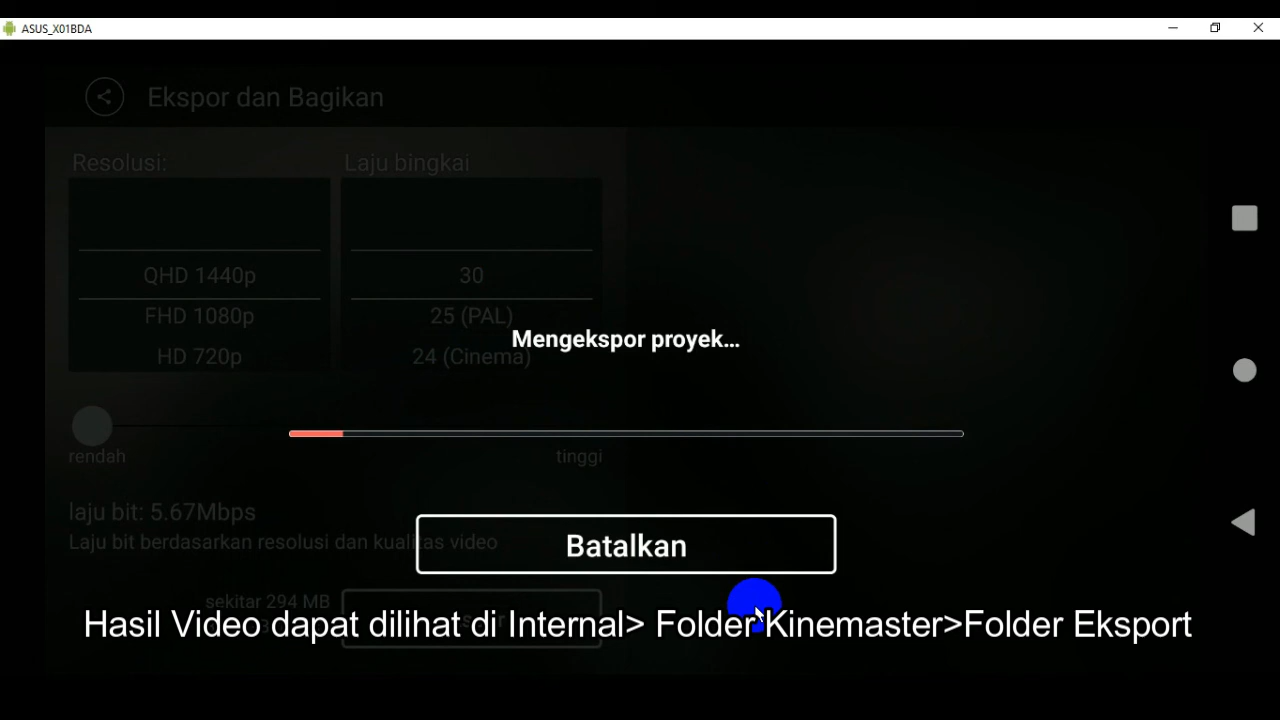 ASUS_X01BDA
Ekspor dan Bagikan
Resolusi:
Laju bingkai
QHD 1440p
30
FHD 1080p
25 (PAL)
HD 720p
24 (Cinema)
Mengekspor proyek...
rendah
tinggi
laju bit: 5.67Mbps
Laju bit berdasarkan resolusi dan kualitas video
Batalkan
sekitar 294 MB
Hasil Video dapat dilihat di Internal> Folder Kinemaster>Folder Eksport